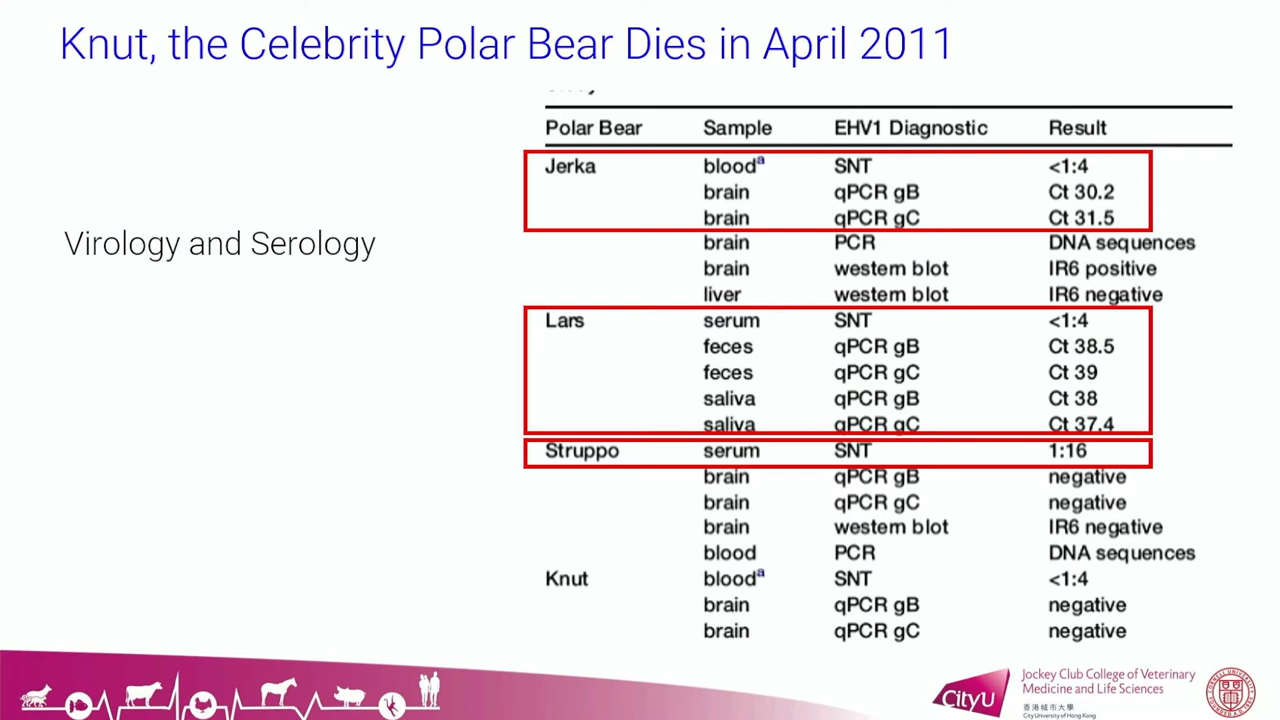 Knut, the Celebrity Polar Bear Dies in April 2011
Virology and Serology
Polar Bear Sample EHV1 Diagnostic Result
Jerka bloodᵃ SNT <1:4
brain qPCR gB Ct 30.2
brain qPCR gC Ct 31.5
brain PCR DNA sequences
brain western blot IR6 positive
liver western blot IR6 negative
Lars serum SNT <1:4
feces qPCR gB Ct 38.5
feces qPCR gC Ct 39
saliva qPCR gB Ct 38
saliva qPCR gC Ct 37.4
Struppo serum SNT 1:16
brain qPCR gB negative
brain qPCR gC negative
brain western blot IR6 negative
blood PCR DNA sequences
Knut bloodᵃ SNT <1:4
brain qPCR gB negative
brain qPCR gC negative
CityU
Jockey Club College of Veterinary
Medicine and Life Sciences
香港城市大學
City University of Hong Kong